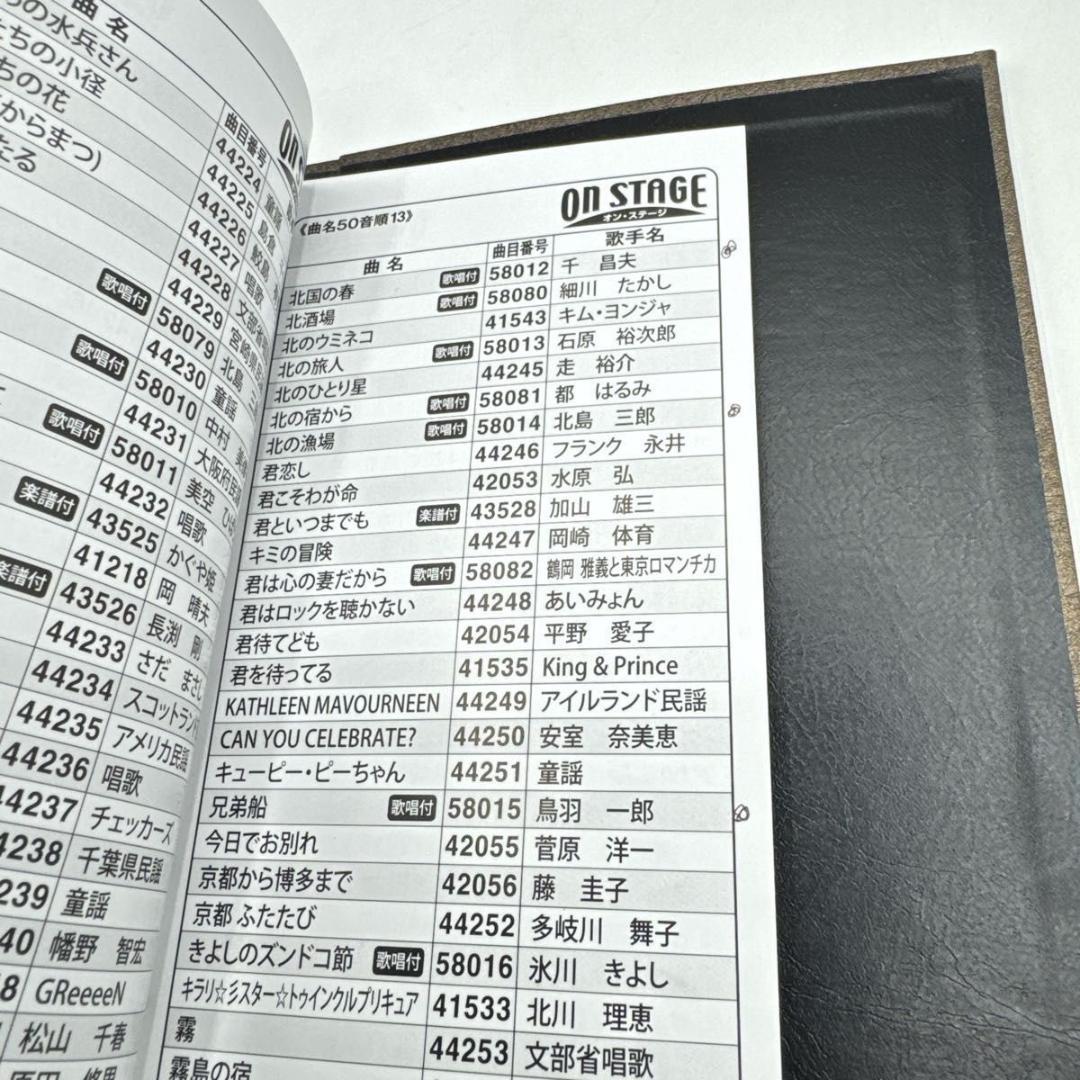 曲名
の水兵さん
ちの小径
ちの花
からまつ)
たる
曲目番号
ON S
44224
44225
44226
44227 唱歌
44228
44229
歌唱付 58079 北島 三
44230 童謡
歌唱付 58010 中村
44231 大阪府民
歌唱付 58011 美空 ひば
44232 唱歌
楽譜付 43525 かぐや姫
41218 岡 晴夫
楽譜付 43526 長渕 剛
44233 さだ まさし
44234 スコットラン
44235 アメリカ民謡
44236 唱歌
44237 チェッカーズ
4238 千葉県民謡
239 童謡
40 幡野 智宏
8 GReeeeN
松山 千春
ON STAGE
オン・ステージ
《曲名50音順13》
曲名 曲目番号 歌手名
北国の春 歌唱付 58012 千 昌夫
北酒場 歌唱付 58080 細川 たかし
北のウミネコ 41543 キム・ヨンジャ
北の旅人 歌唱付 58013 石原 裕次郎
北のひとり星 44245 走 裕介
北の宿から 歌唱付 58081 都 はるみ
北の漁場 歌唱付 58014 北島 三郎
君恋し 44246 フランク 永井
君こそわが命 42053 水原 弘
君といつまでも 楽譜付 43528 加山 雄三
キミの冒険 44247 岡崎 体育
君は心の妻だから 歌唱付 58082 鶴岡 雅義と東京ロマンチカ
君はロックを聴かない 44248 あいみょん
君待てども 42054 平野 愛子
君を待ってる 41535 King & Prince
KATHLEEN MAVOURNEEN 44249 アイルランド民謡
CAN YOU CELEBRATE? 44250 安室 奈美恵
キューピー・ピーちゃん 44251 童謡
兄弟船 歌唱付 58015 鳥羽 一郎
今日でお別れ 42055 菅原 洋一
京都から博多まで 42056 藤 圭子
京都 ふたたび 44252 多岐川 舞子
きよしのズンドコ節 歌唱付 58016 氷川 きよし
キラリ☆彡スター☆トゥインクルプリキュア 41533 北川 理恵
霧 44253 文部省唱歌
霧島の宿